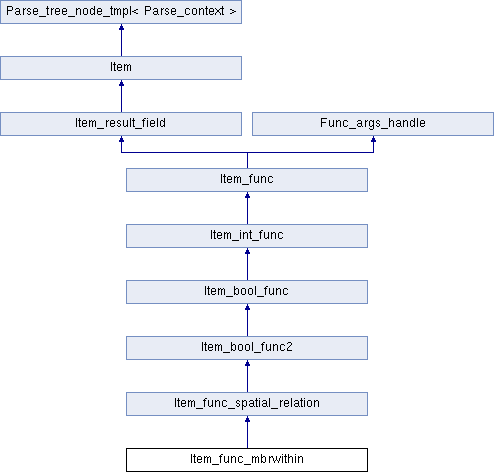 Parse_tree_node_tmpl< Parse_context >
Item
Item_result_field
Func_args_handle
Item_func
Item_int_func
Item_bool_func
Item_bool_func2
Item_func_spatial_relation
Item_func_mbrwithin